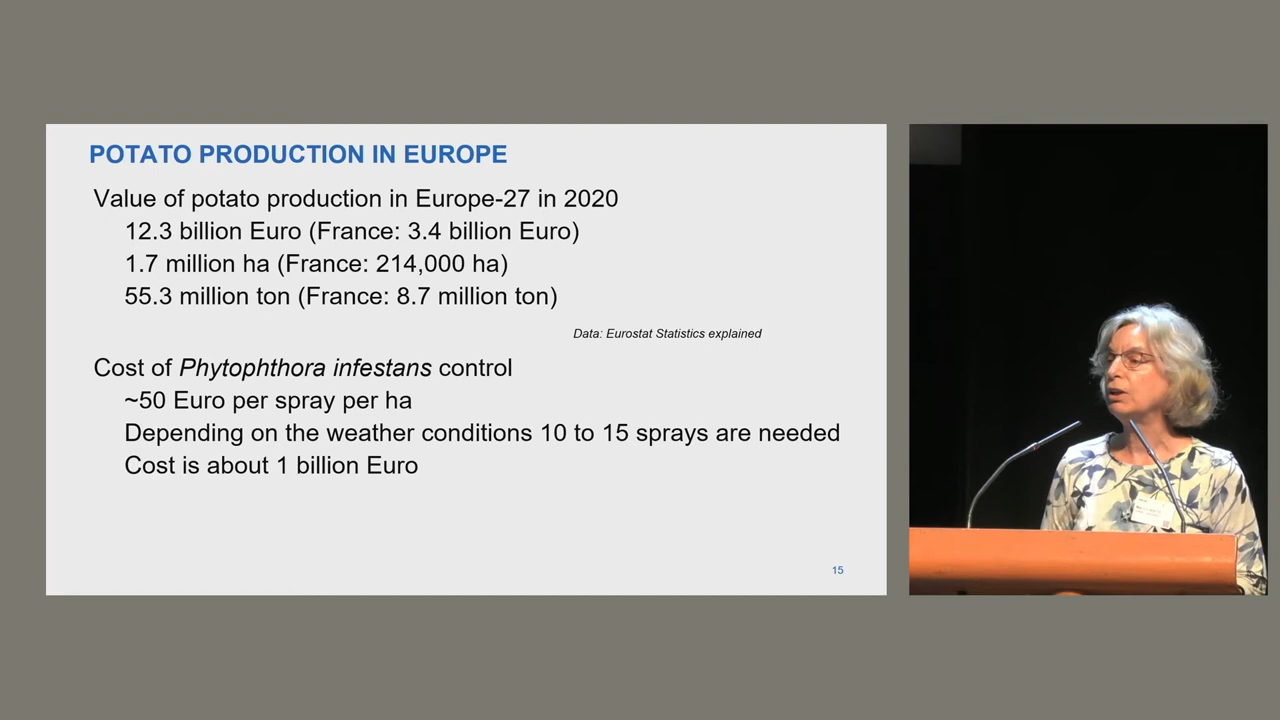 POTATO PRODUCTION IN EUROPE
Value of potato production in Europe-27 in 2020
12.3 billion Euro (France: 3.4 billion Euro)
1.7 million ha (France: 214,000 ha)
55.3 million ton (France: 8.7 million ton)
Data: Eurostat Statistics explained
Cost of Phytophthora infestans control
~50 Euro per spray per ha
Depending on the weather conditions 10 to 15 sprays are needed
Cost is about 1 billion Euro
15